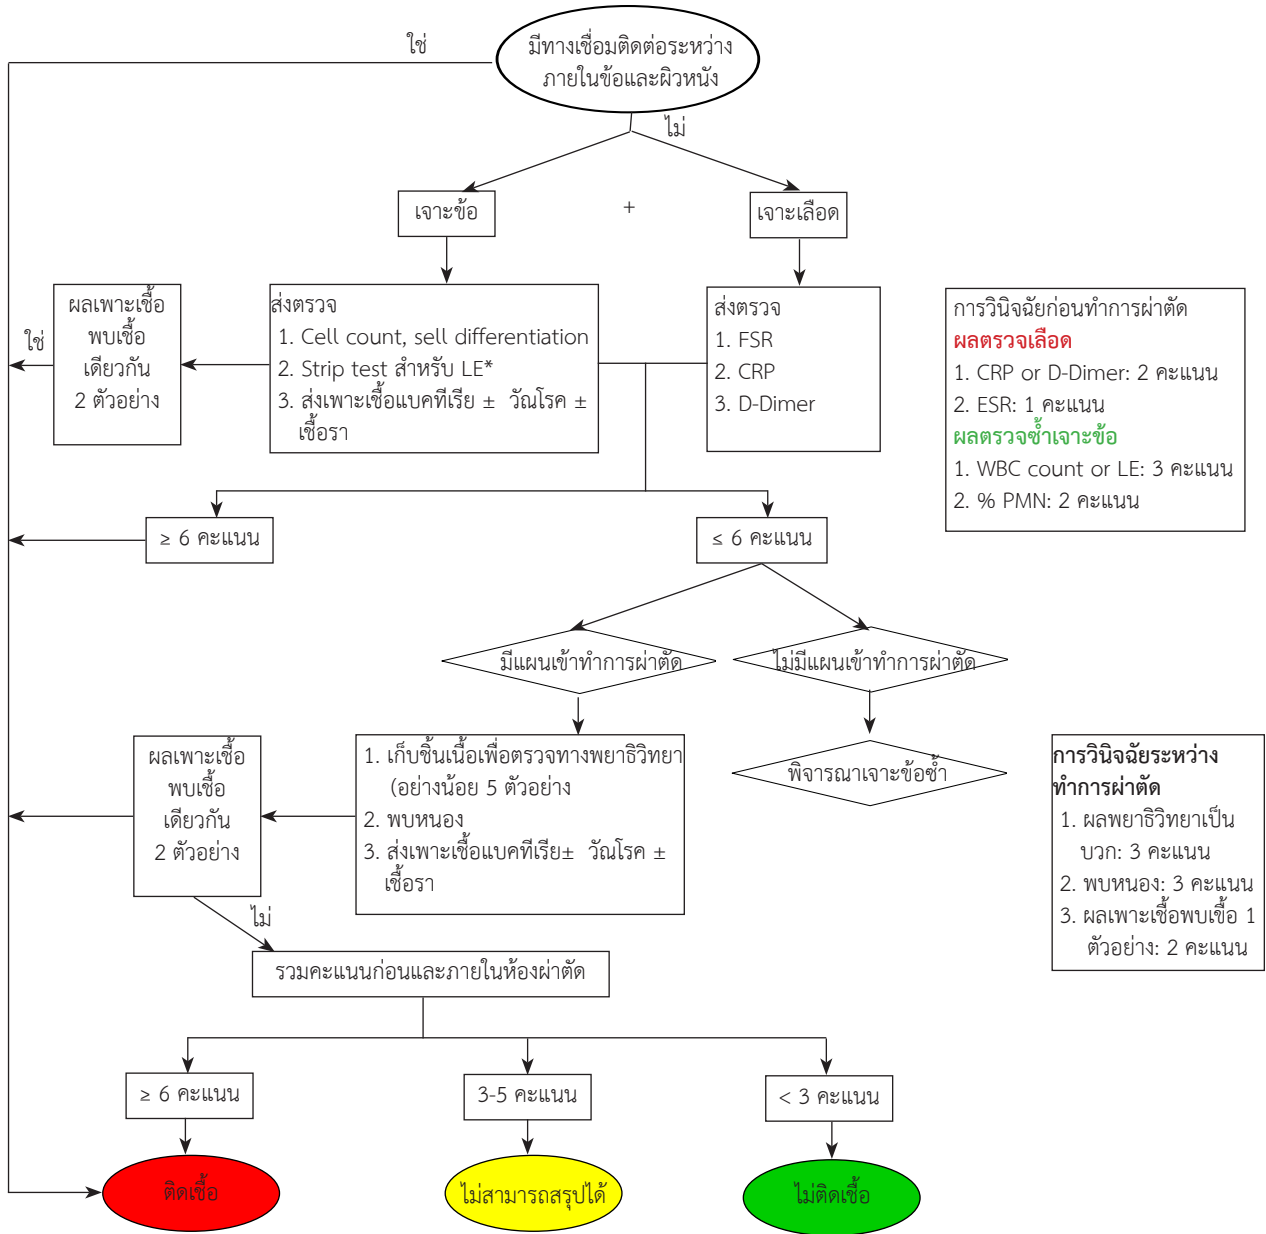 ใช่
มีทางเชื่อมติดต่อระหว่าง
ภายในข้อและผิวหนัง
ไม่
เจาะข้อ
+
เจาะเลือด
ผลเพาะเชื้อ
พบเชื้อ
เดียวกัน
2 ตัวอย่าง
ใช่
ส่งตรวจ
1. Cell count, sell differentiation
2. Strip test สำหรับ LE*
3. ส่งเพาะเชื้อแบคทีเรีย ± วัณโรค ±
เชื้อรา
ส่งตรวจ
1. FSR
2. CRP
3. D-Dimer
การวินิจฉัยก่อนทำการผ่าตัด
ผลตรวจเลือด
1. CRP or D-Dimer: 2 คะแนน
2. ESR: 1 คะแนน
ผลตรวจซ้ำเจาะข้อ
1. WBC count or LE: 3 คะแนน
2. % PMN: 2 คะแนน
≥ 6 คะแนน
≤ 6 คะแนน
มีแผนเข้าทำการผ่าตัด
ไม่มีแผนเข้าทำการผ่าตัด
ผลเพาะเชื้อ
พบเชื้อ
เดียวกัน
2 ตัวอย่าง
1. เก็บชิ้นเนื้อเพื่อตรวจทางพยาธิวิทยา
(อย่างน้อย 5 ตัวอย่าง
2. พบหนอง
3. ส่งเพาะเชื้อแบคทีเรีย± วัณโรค ±
เชื้อรา
พิจารณาเจาะข้อซ้ำ
การวินิจฉัยระหว่าง
ทำการผ่าตัด
1. ผลพยาธิวิทยาเป็น
บวก: 3 คะแนน
2. พบหนอง: 3 คะแนน
3. ผลเพาะเชื้อพบเชื้อ 1
ตัวอย่าง: 2 คะแนน
ไม่
รวมคะแนนก่อนและภายในห้องผ่าตัด
≥ 6 คะแนน
3-5 คะแนน
< 3 คะแนน
ติดเชื้อ
ไม่สามารถสรุปได้
ไม่ติดเชื้อ